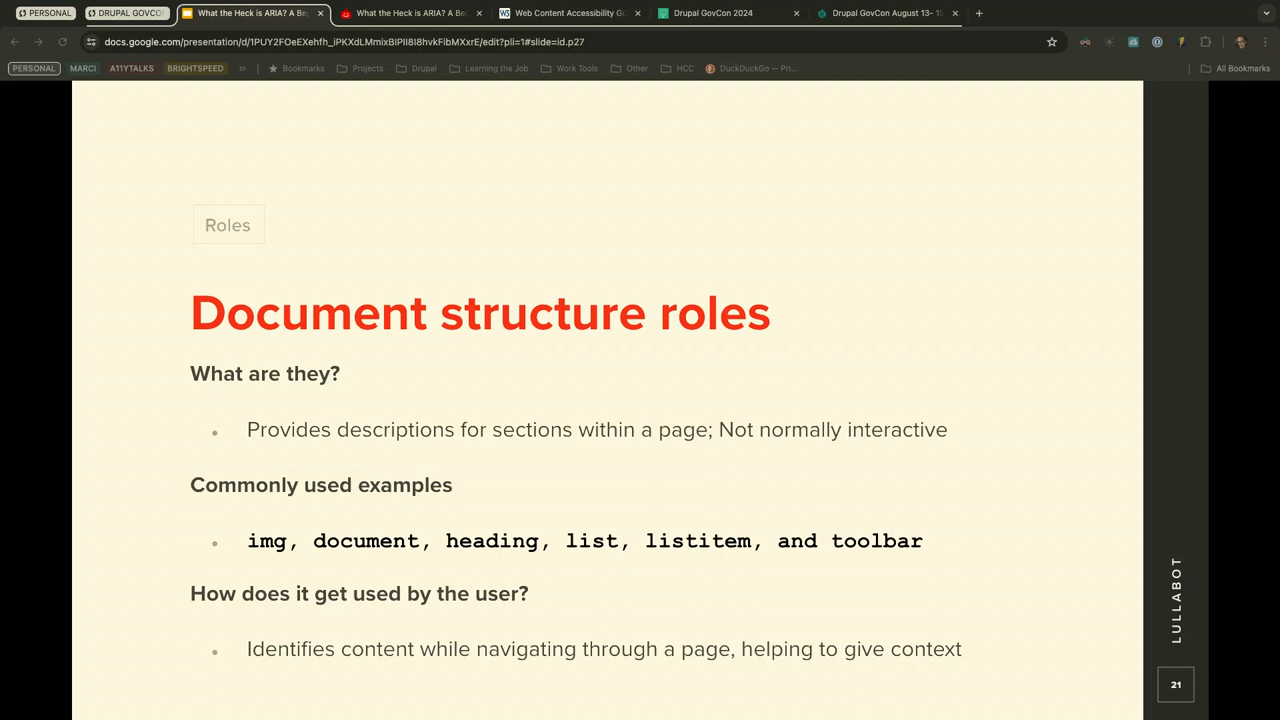 PERSONAL
DRUPAL GOVCO
What the Heck is ARIA? A Be
What the Heck is ARIA? A Be
Web Content Accessibility Gu
Drupal GovCon 2024
Drupal GovCon August 13- 15
docs.google.com/presentation/d/1PUY2FOeExehfh_iPKXdLMmixBIPII8I8hvkFibMXxrE/edit?pli=1#slide=id.p27
PERSONAL
MARCI
A11YTALKS
BRIGHTSPEED
Bookmarks
Projects
Drupal
Learning the Job
Work Tools
Other
HCC
DuckDuckGo — Pri...
All Bookmarks
Roles
Document structure roles
What are they?
Provides descriptions for sections within a page; Not normally interactive
Commonly used examples
img, document, heading, list, listitem, and toolbar
How does it get used by the user?
Identifies content while navigating through a page, helping to give context
LULLABOT
21